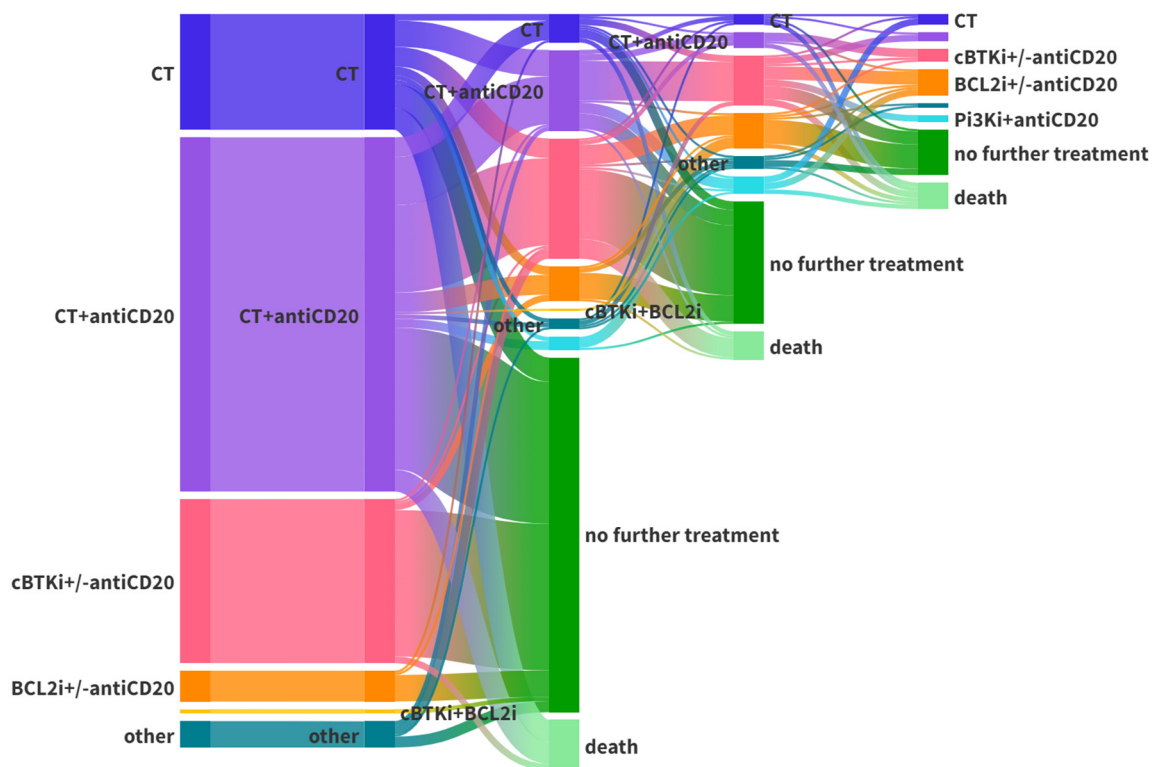 CT
CT+antiCD20
cBTKi+/-antiCD20
BCL2i+/-antiCD20
other
CT
CT+antiCD20
other
cBTKi+BCL2i
CT
CT+antiCD20
other
cBTKi+BCL2i
no further treatment
death
CT
CT+antiCD20
other
no further treatment
death
CT
cBTKi+/-antiCD20
BCL2i+/-antiCD20
Pi3Ki+antiCD20
no further treatment
death